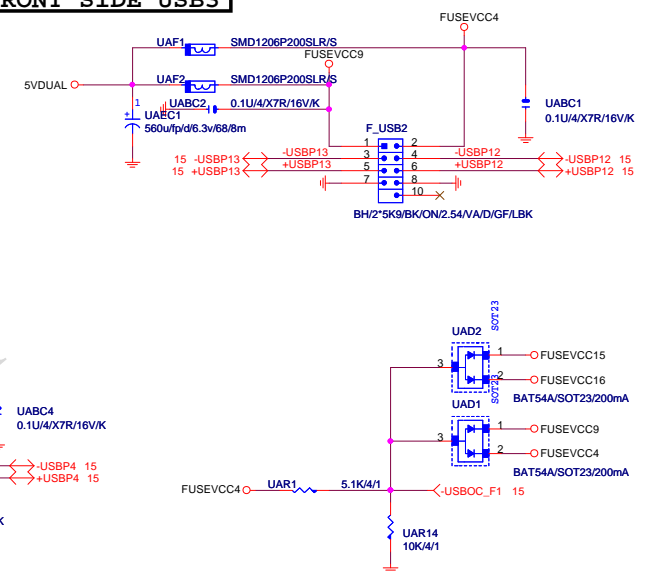 RONT SIDE USB3
FUSEVCC4
UAF1 SMD1206P200SLR/S
FUSEVCC9
5VDUAL
UAF2 SMD1206P200SLR/S
UABC2 0.1U/4/X7R/16V/K
1
+
UAEC1
560u/fp/d/6.3v/68/8m
UABC1
0.1U/4/X7R/16V/K
F_USB2
1 2
15 -USBP13 -USBP13 3 4 -USBP12 -USBP12 15
15 +USBP13 +USBP13 5 6 +USBP12 +USBP12 15
7 8
10
BH/2*5K9/BK/ON/2.54/VA/D/GF/LBK
SOT23
UAD2
1 FUSEVCC15
3
2 FUSEVCC16
SOT23
BAT54A/SOT23/200mA
UAD1
UABC4
0.1U/4/X7R/16V/K
1 FUSEVCC9
3
2 FUSEVCC4
BAT54A/SOT23/200mA
-USBP4 15
+USBP4 15
FUSEVCC4 UAR1 5.1K/4/1 -USBOC_F1 15
K
UAR14
10K/4/1